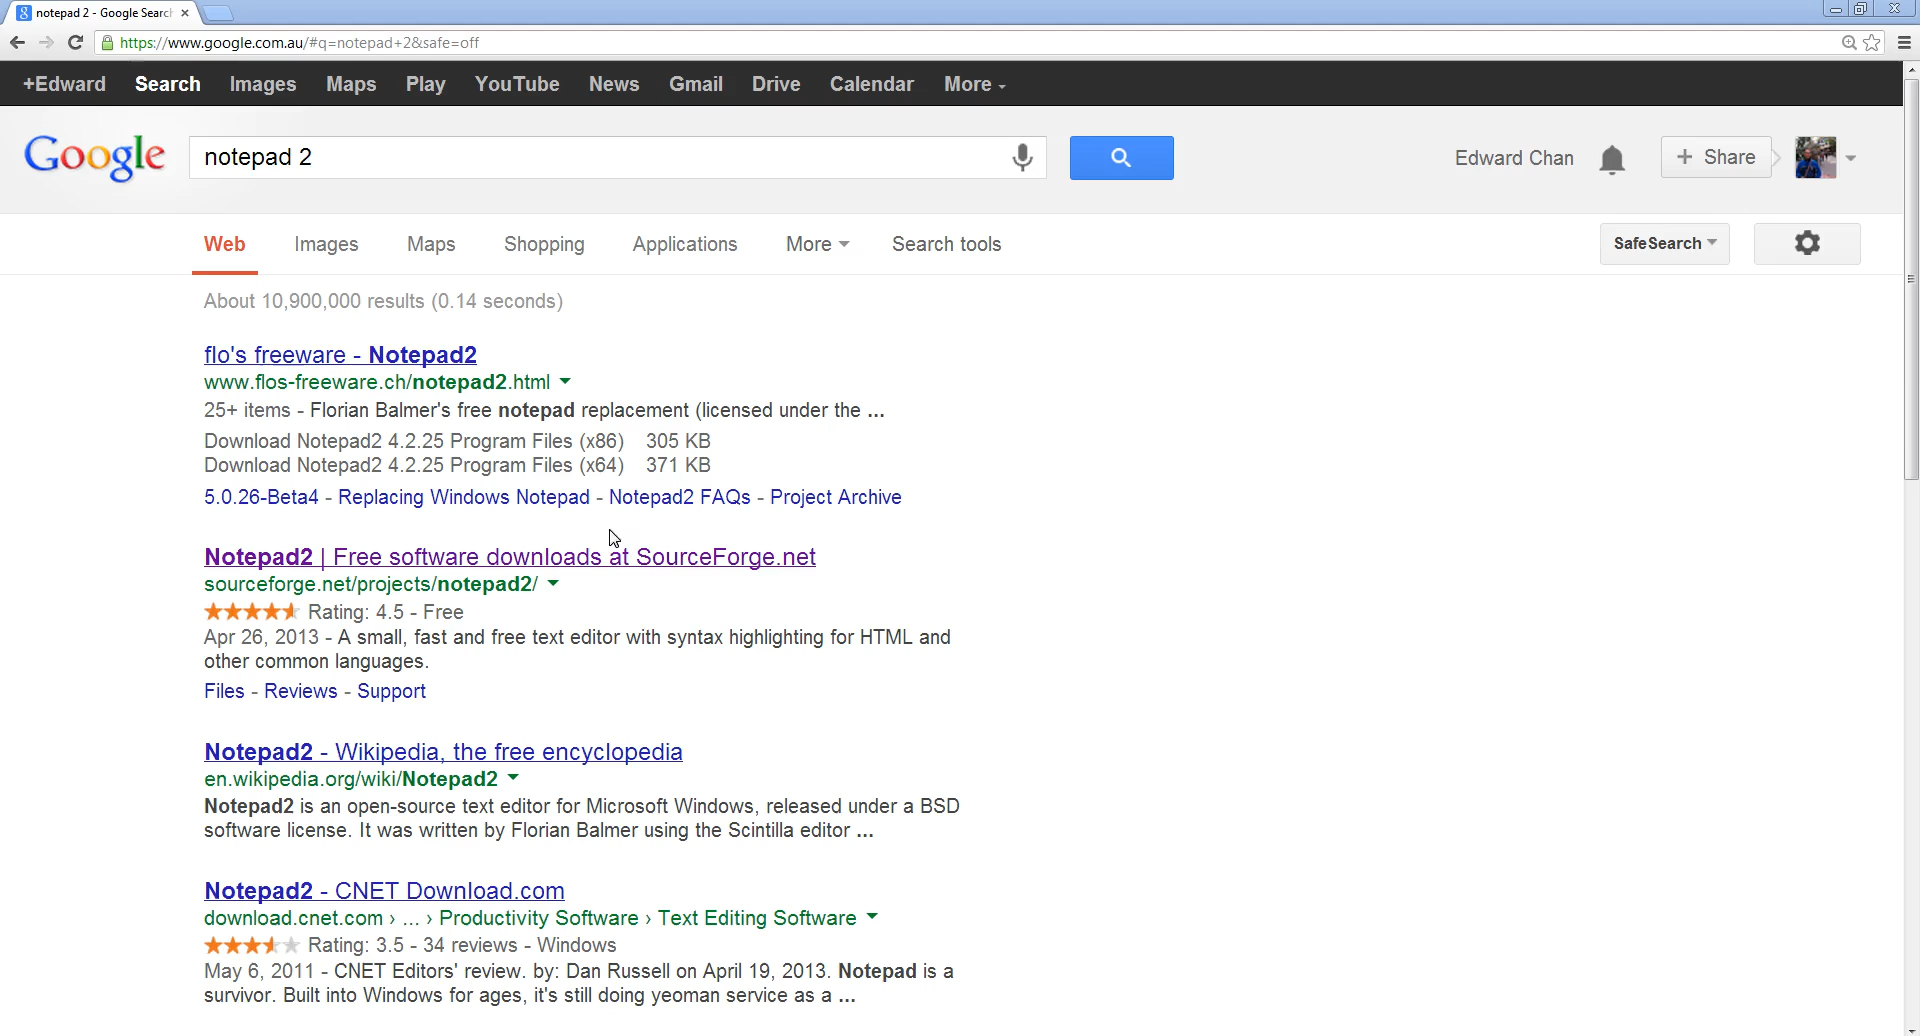 notepad 2 - Google Search
https://www.google.com.au/#q=notepad+2&safe=off
+Edward Search Images Maps Play YouTube News Gmail Drive Calendar More
Google notepad 2 Edward Chan + Share
Web Images Maps Shopping Applications More Search tools SafeSearch
About 10,900,000 results (0.14 seconds)
flo's freeware - Notepad2
www.flos-freeware.ch/notepad2.html
25+ items - Florian Balmer's free notepad replacement (licensed under the ...
Download Notepad2 4.2.25 Program Files (x86) 305 KB
Download Notepad2 4.2.25 Program Files (x64) 371 KB
5.0.26-Beta4 - Replacing Windows Notepad - Notepad2 FAQs - Project Archive
Notepad2 | Free software downloads at SourceForge.net
sourceforge.net/projects/notepad2/
Rating: 4.5 - Free
Apr 26, 2013 - A small, fast and free text editor with syntax highlighting for HTML and
other common languages.
Files - Reviews - Support
Notepad2 - Wikipedia, the free encyclopedia
en.wikipedia.org/wiki/Notepad2
Notepad2 is an open-source text editor for Microsoft Windows, released under a BSD
software license. It was written by Florian Balmer using the Scintilla editor ...
Notepad2 - CNET Download.com
download.cnet.com › ... › Productivity Software › Text Editing Software
Rating: 3.5 - 34 reviews - Windows
May 6, 2011 - CNET Editors' review. by: Dan Russell on April 19, 2013. Notepad is a
survivor. Built into Windows for ages, it's still doing yeoman service as a ...